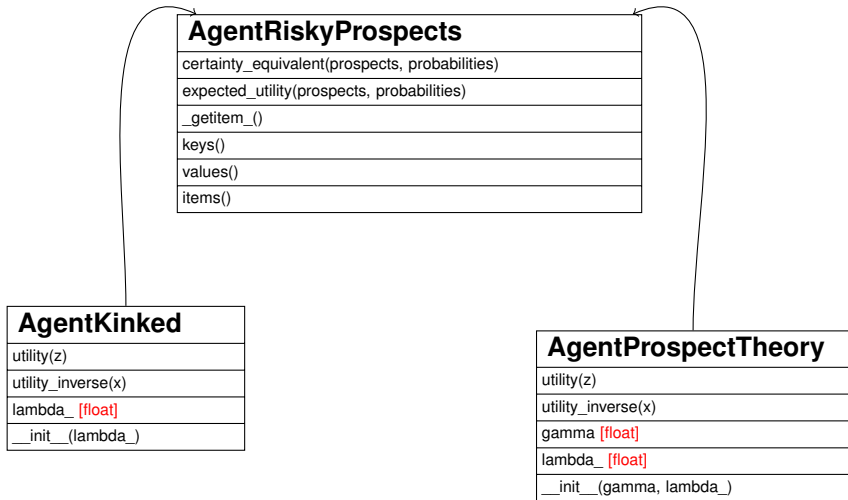 AgentRiskyProspects
certainty_equivalent(prospects, probabilities)
expected_utility(prospects, probabilities)
_getitem_()
keys()
values()
items()
AgentKinked
utility(z)
utility_inverse(x)
lambda_ [float]
__init__(lambda_)
AgentProspectTheory
utility(z)
utility_inverse(x)
gamma [float]
lambda_ [float]
__init__(gamma, lambda_)